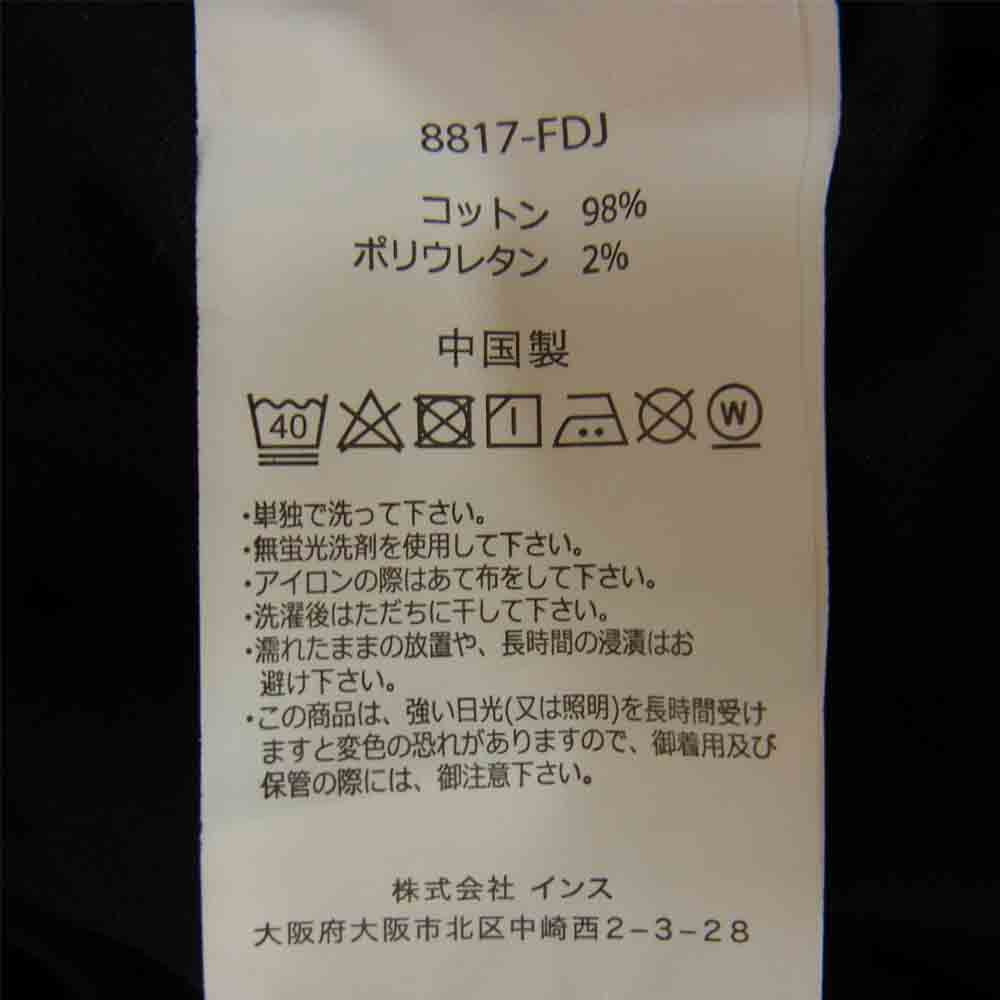 8817-FDJ
コットン 98%
ポリウレタン 2%
中国製
40 W
・単独で洗って下さい。
・無蛍光洗剤を使用して下さい。
・アイロンの際はあて布をして下さい。
・洗濯後はただちに干して下さい。
・濡れたままの放置や、長時間の浸漬はお
避け下さい。
・この商品は、強い日光(又は照明)を長時間受け
ますと変色の恐れがありますので、御着用及び
保管の際には、御注意下さい。
株式会社 インス
大阪府大阪市北区中崎西2-3-28